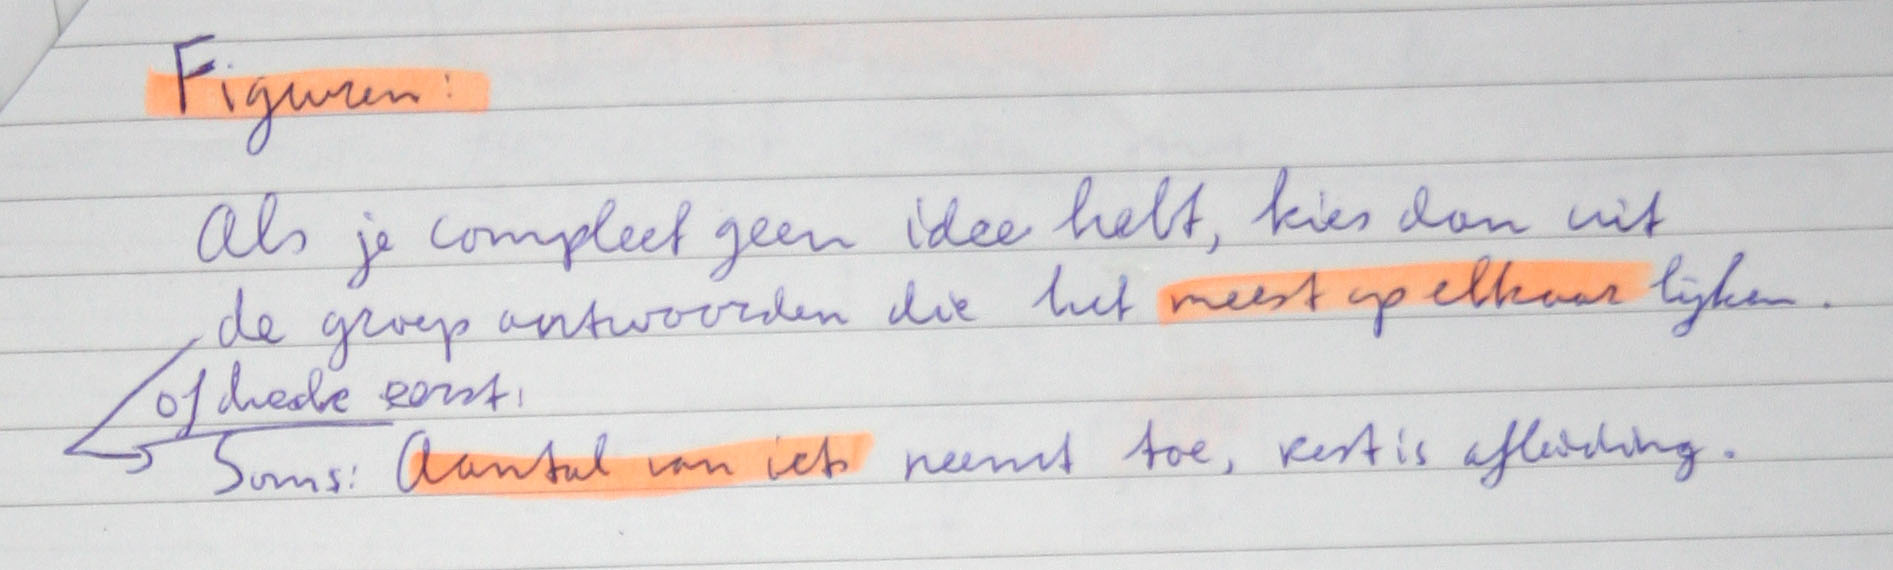 Figuren:
Als je compleet geen idee hebt, kies dan uit
de groep antwoorden die het meest op elkaar lijken.
of eerst:
Soms: Aantal van iets neemt toe, rest is afleiding.